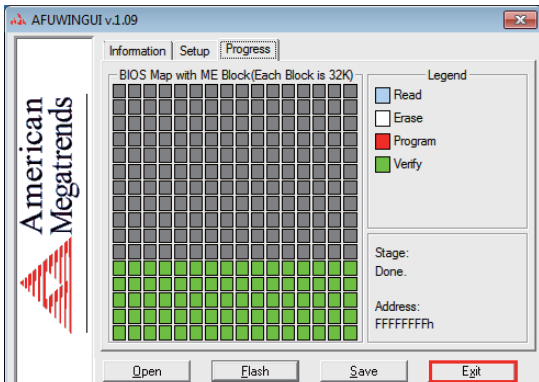 AFUWINGUI v.1.09
American
Megatrends
Information Setup Progress
BIOS Map with ME Block(Each Block is 32K)
Legend
Read
Erase
Program
Verify
Stage:
Done.
Address:
FFFFFFFFh
Open Flash Save Exit